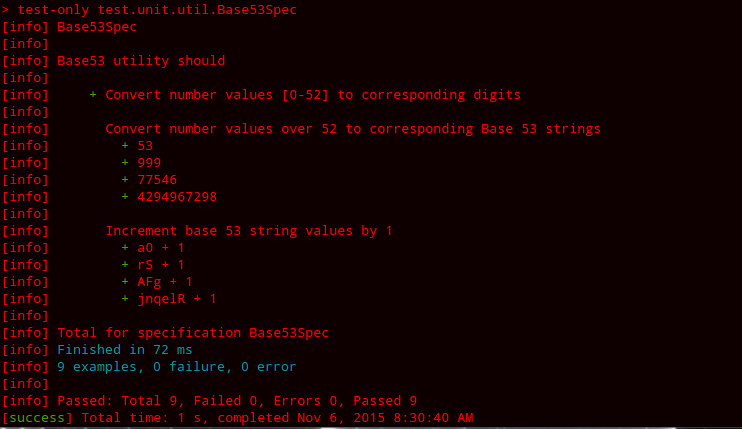 > test-only test.unit.util.Base53Spec
[info] Base53Spec
[info]
[info] Base53 utility should
[info]
[info]     + Convert number values [0-52] to corresponding digits
[info]
[info]       Convert number values over 52 to corresponding Base 53 strings
[info]         + 53
[info]         + 999
[info]         + 77546
[info]         + 4294967298
[info]
[info]       Increment base 53 string values by 1
[info]         + aO + 1
[info]         + rS + 1
[info]         + AFg + 1
[info]         + jnqelR + 1
[info]
[info] Total for specification Base53Spec
[info] Finished in 72 ms
[info] 9 examples, 0 failure, 0 error
[info]
[info] Passed: Total 9, Failed 0, Errors 0, Passed 9
[success] Total time: 1 s, completed Nov 6, 2015 8:30:40 AM